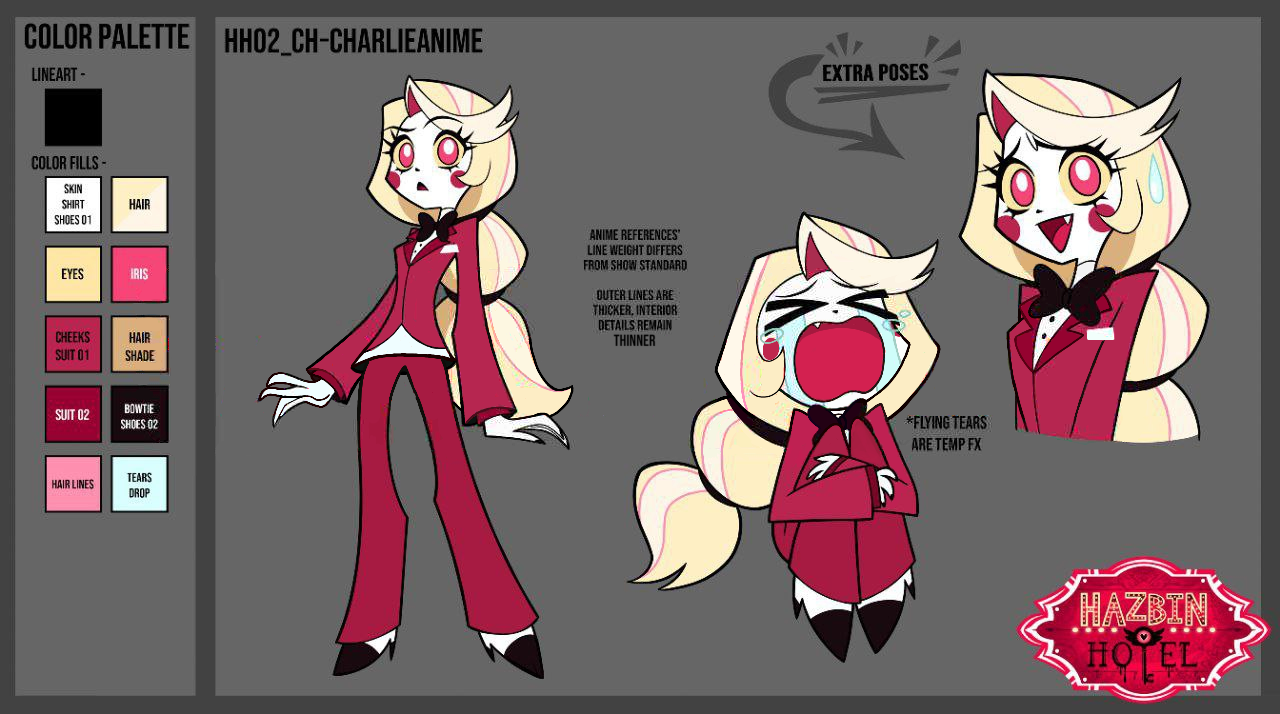 COLOR PALETTE
LINEART -
COLOR FILLS -
SKIN
SHIRT
SHOES 01
HAIR
EYES
IRIS
CHEEKS
SUIT 01
HAIR
SHADE
SUIT 02
BOWTIE
SHOES 02
HAIR LINES
TEARS
DROP
HH02_CH-CHARLIEANIME
EXTRA POSES
ANIME REFERENCES'
LINE WEIGHT DIFFERS
FROM SHOW STANDARD
OUTER LINES ARE
THICKER, INTERIOR
DETAILS REMAIN
THINNER
*FLYING TEARS
ARE TEMP FX
HAZBIN
HOTEL